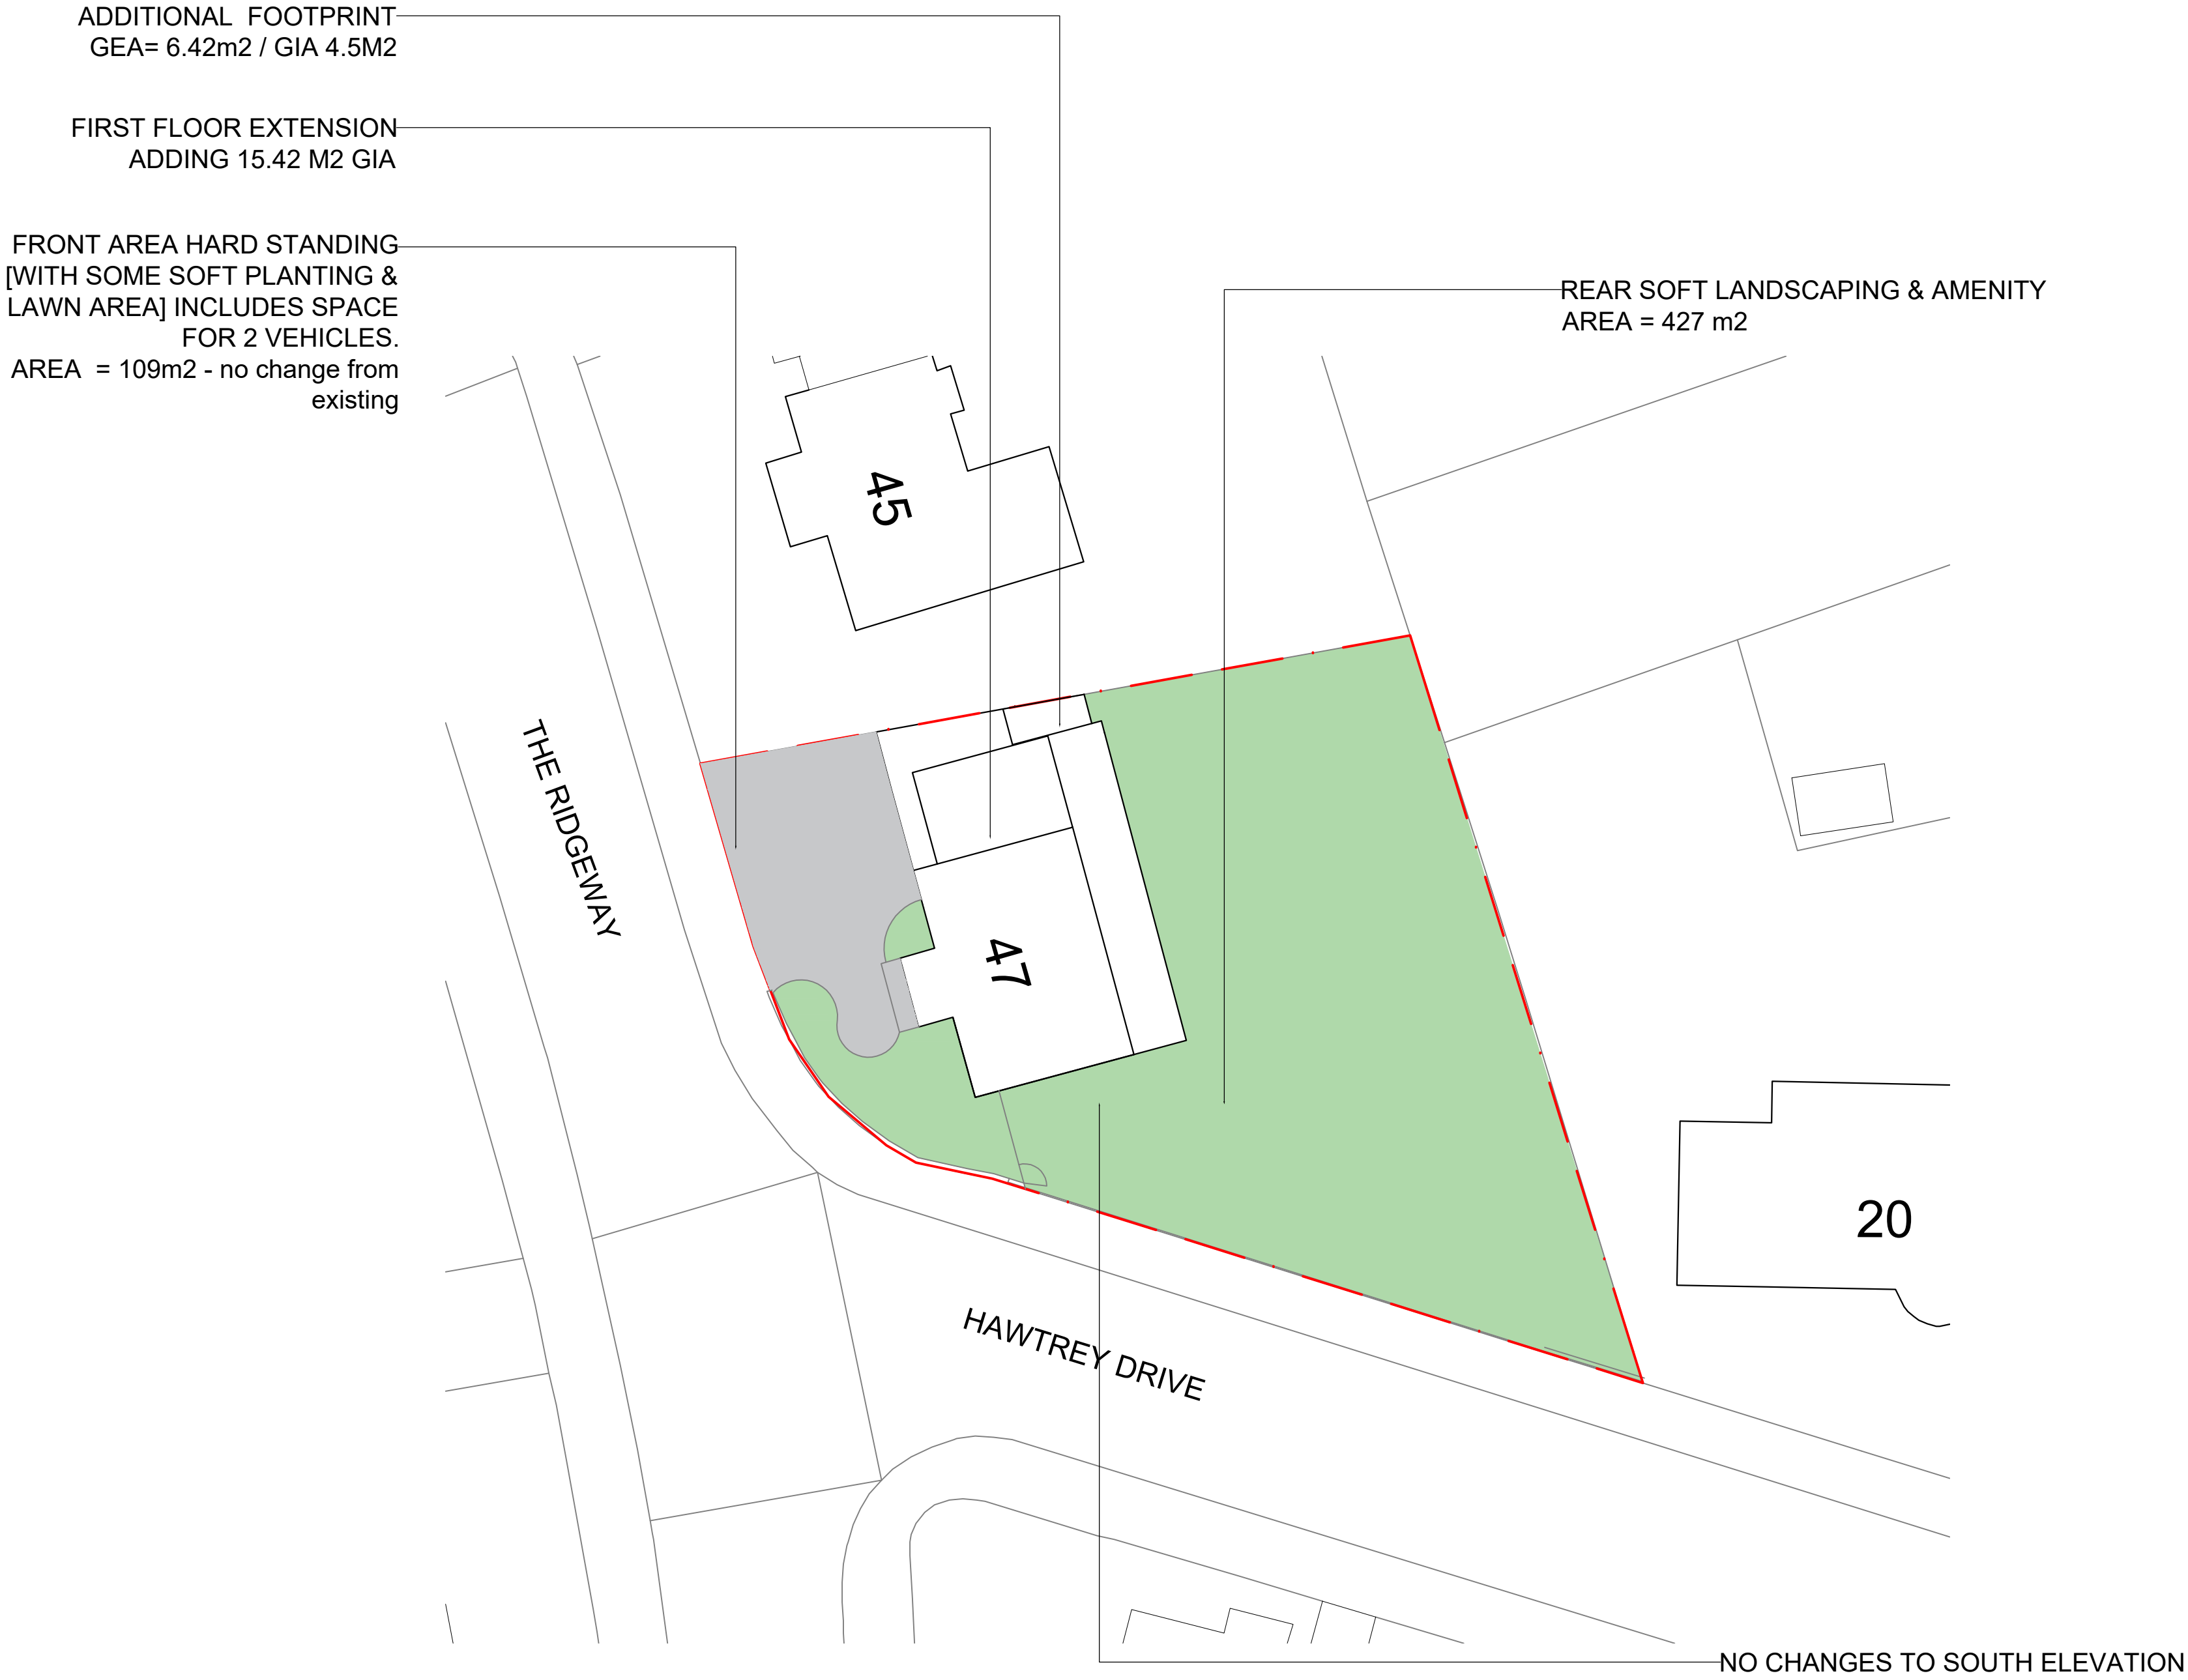 ADDITIONAL  FOOTPRINT
GEA= 6.42m2 / GIA 4.5M2
FIRST FLOOR EXTENSION
ADDING 15.42 M2 GIA
FRONT AREA HARD STANDING
[WITH SOME SOFT PLANTING &
LAWN AREA] INCLUDES SPACE
FOR 2 VEHICLES.
AREA  = 109m2 - no change from
existing
REAR SOFT LANDSCAPING & AMENITY
AREA = 427 m2
45
THE RIDGEWAY
47
20
HAWTREY DRIVE
NO CHANGES TO SOUTH ELEVATION